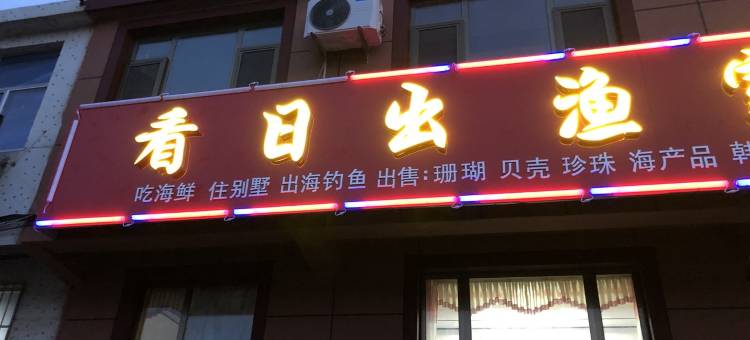 看日出渔
吃海鲜 住别墅 出海钓鱼 出售:珊瑚 贝壳 珍珠 海产品 韩